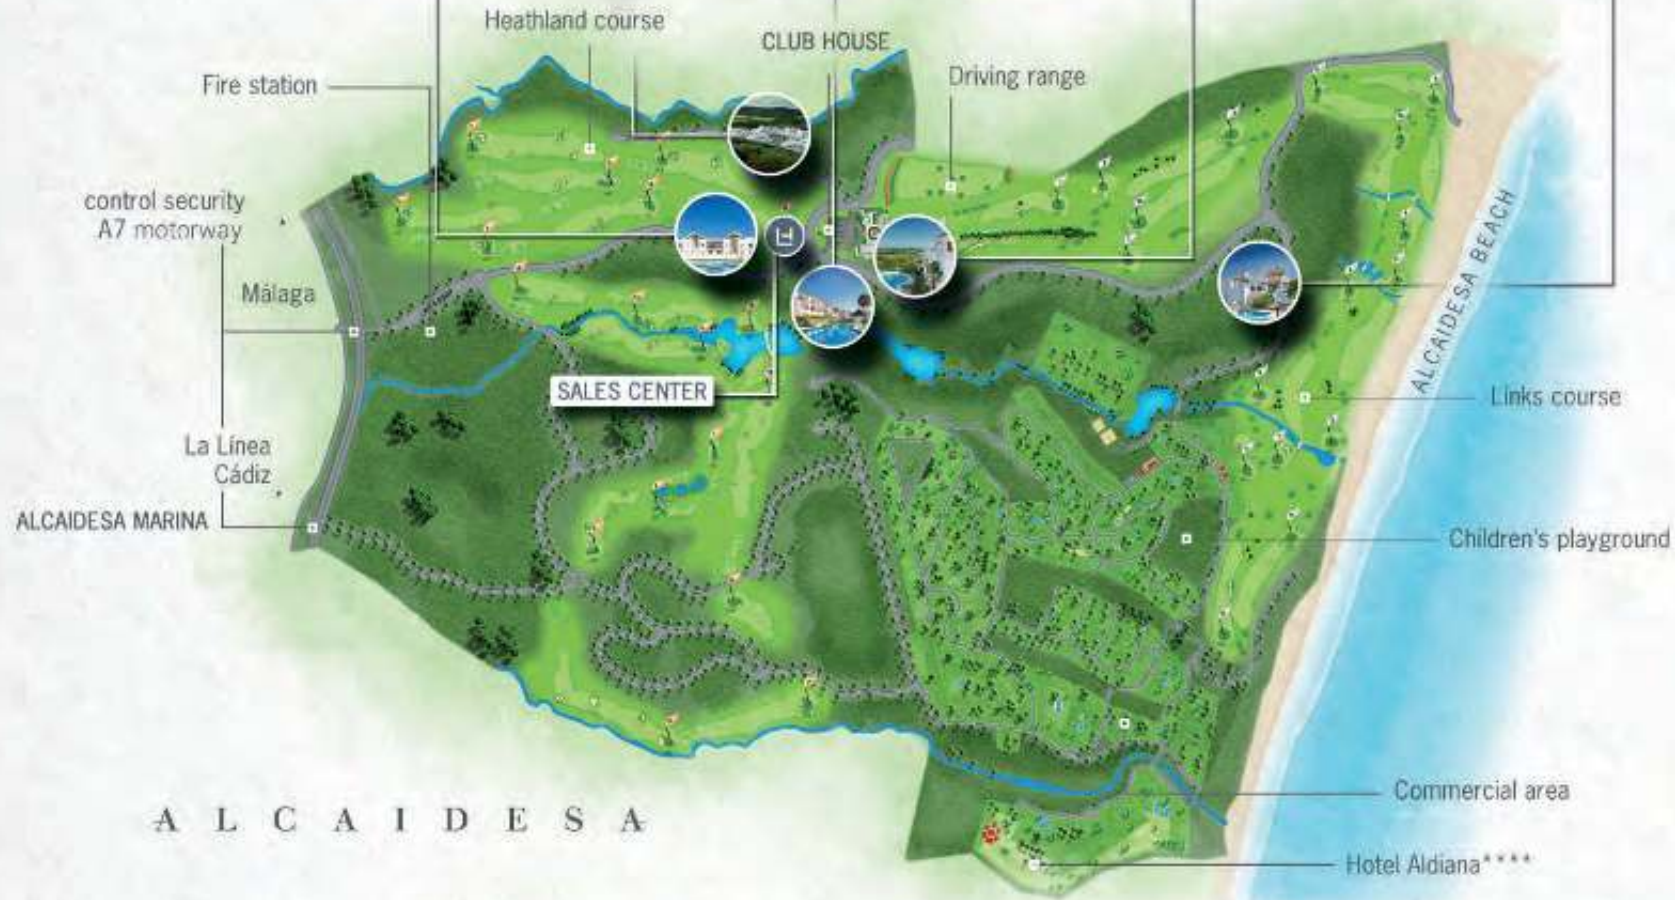 Heathland course
CLUB HOUSE
Fire station
Driving range
control security
A7 motorway
Málaga
ALCAIDESA BEACH
SALES CENTER
Links course
La Línea
Cádiz
ALCAIDESA MARINA
Children's playground
Commercial area
ALCAIDESA
Hotel Aldiana****